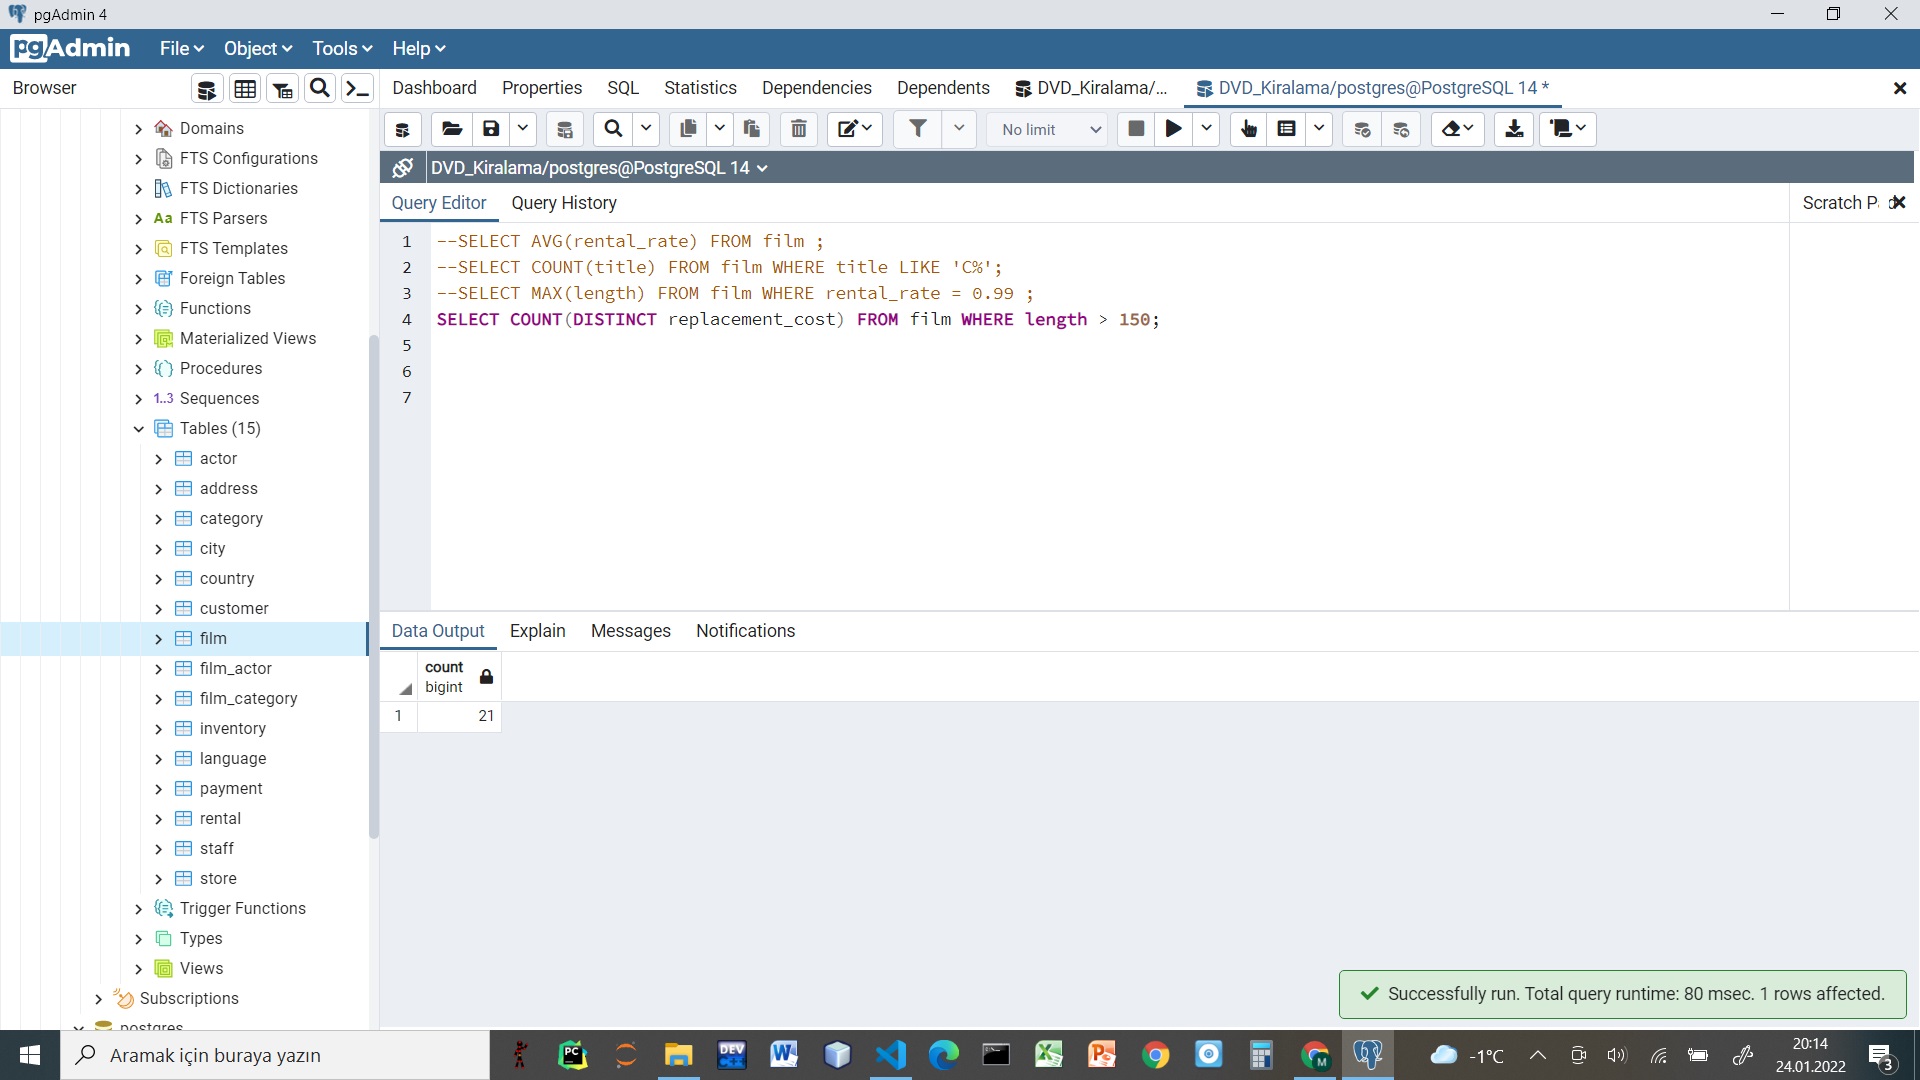 pgAdmin 4
pgAdmin File Object Tools Help
Browser
Dashboard Properties SQL Statistics Dependencies Dependents DVD_Kiralama/... DVD_Kiralama/postgres@PostgreSQL 14 *
No limit
DVD_Kiralama/postgres@PostgreSQL 14
Query Editor Query History
Scratch P
1 --SELECT AVG(rental_rate) FROM film ;
2 --SELECT COUNT(title) FROM film WHERE title LIKE 'C%';
3 --SELECT MAX(length) FROM film WHERE rental_rate = 0.99 ;
4 SELECT COUNT(DISTINCT replacement_cost) FROM film WHERE length > 150;
5
6
7
Domains
FTS Configurations
FTS Dictionaries
Aa FTS Parsers
FTS Templates
Foreign Tables
Functions
Materialized Views
Procedures
1..3 Sequences
Tables (15)
actor
address
category
city
country
customer
film
film_actor
film_category
inventory
language
payment
rental
staff
store
Trigger Functions
Types
Views
Subscriptions
postgres
Data Output Explain Messages Notifications
count
bigint
1 21
Successfully run. Total query runtime: 80 msec. 1 rows affected.
Aramak için buraya yazın
PC
DEV
-1°C
20:14
24.01.2022
3